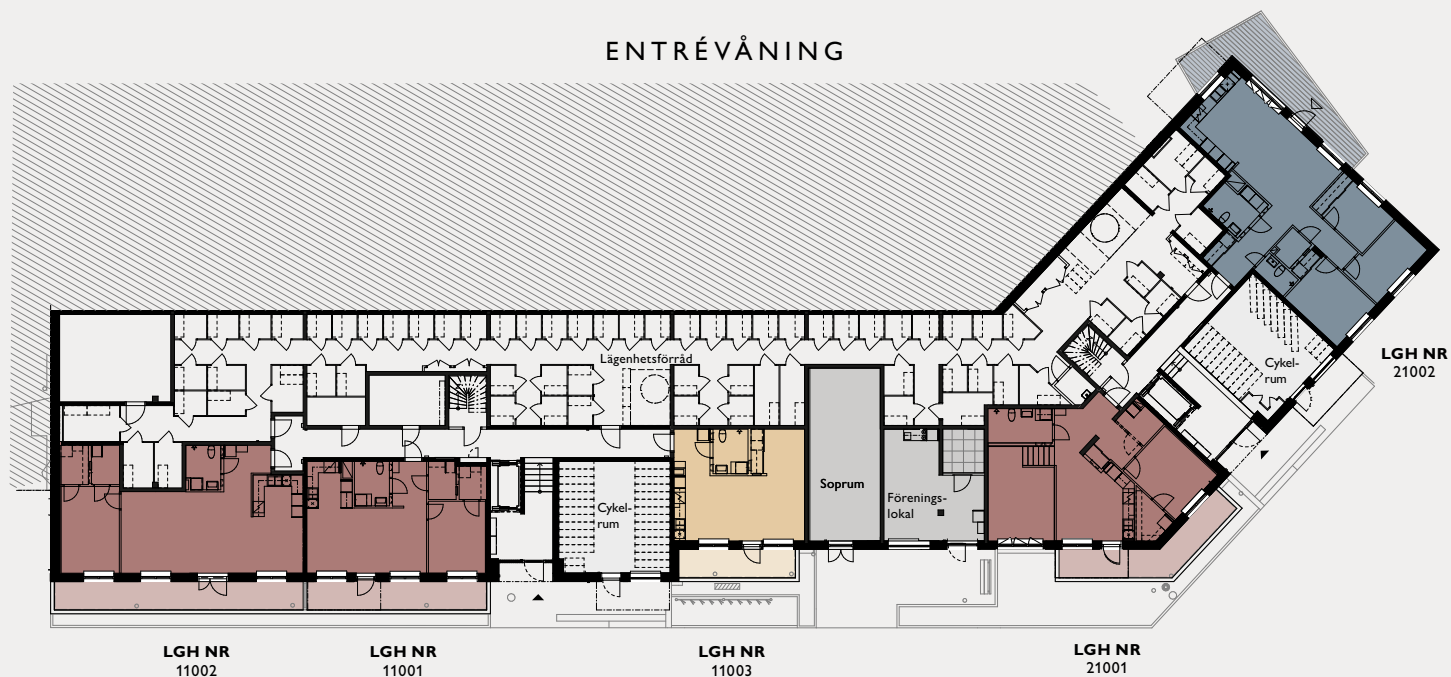 ENTRÉVÅNING
Lägenhetsförråd
Cykel-
rum
LGH NR
21002
Soprum
Förenings-
lokal
Cykel-
rum
LGH NR
11002
LGH NR
11001
LGH NR
11003
LGH NR
21001